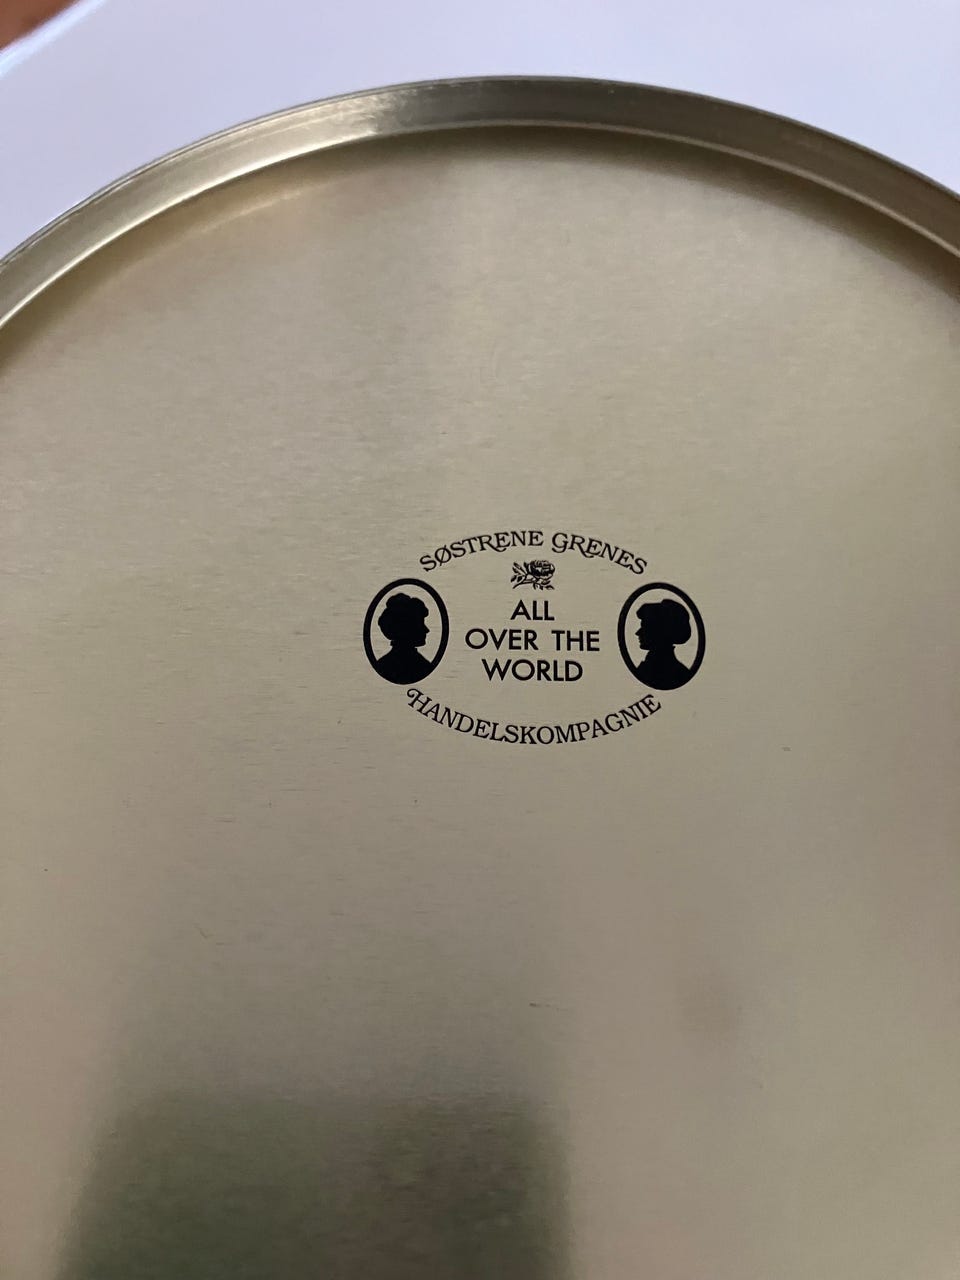 SØSTRENE GRENES
ALL
OVER THE
WORLD
HANDELSKOMPAGNIE